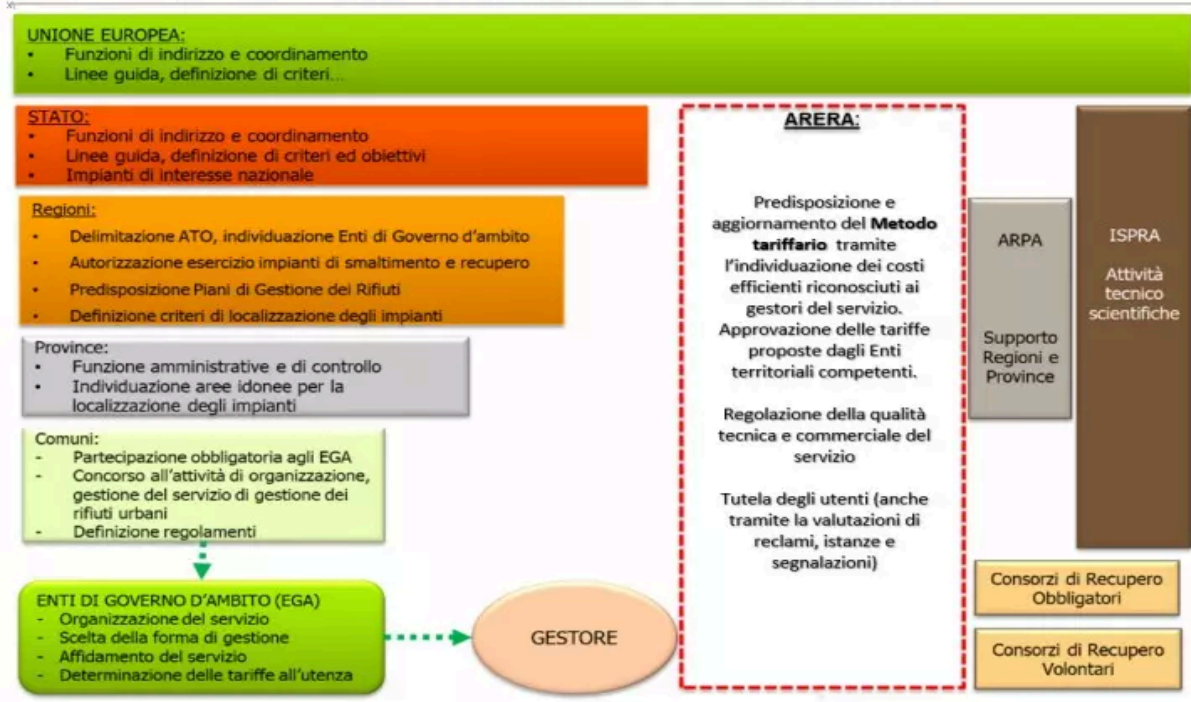 UNIONE EUROPEA:
• Funzioni di indirizzo e coordinamento
• Linee guida, definizione di criteri...
STATO:
• Funzioni di indirizzo e coordinamento
• Linee guida, definizione di criteri ed obiettivi
• Impianti di interesse nazionale
Regioni:
• Delimitazione ATO, individuazione Enti di Governo d'ambito
• Autorizzazione esercizio impianti di smaltimento e recupero
• Predisposizione Piani di Gestione dei Rifiuti
• Definizione criteri di localizzazione degli impianti
Province:
• Funzione amministrative e di controllo
• Individuazione aree idonee per la
localizzazione degli impianti
Comuni:
- Partecipazione obbligatoria agli EGA
- Concorso all'attività di organizzazione,
gestione del servizio di gestione dei
rifiuti urbani
- Definizione regolamenti
ENTI DI GOVERNO D'AMBITO (EGA)
- Organizzazione del servizio
- Scelta della forma di gestione
- Affidamento del servizio
- Determinazione delle tariffe all'utenza
GESTORE
ARERA:
Predisposizione e
aggiornamento del Metodo
tariffario tramite
l'individuazione dei costi
efficienti riconosciuti ai
gestori del servizio.
Approvazione delle tariffe
proposte dagli Enti
territoriali competenti.
Regolazione della qualità
tecnica e commerciale del
servizio
Tutela degli utenti (anche
tramite la valutazioni di
reclami, istanze e
segnalazioni)
ARPA
Supporto
Regioni e
Province
ISPRA
Attività
tecnico
scientifiche
Consorzi di Recupero
Obbligatori
Consorzi di Recupero
Volontari